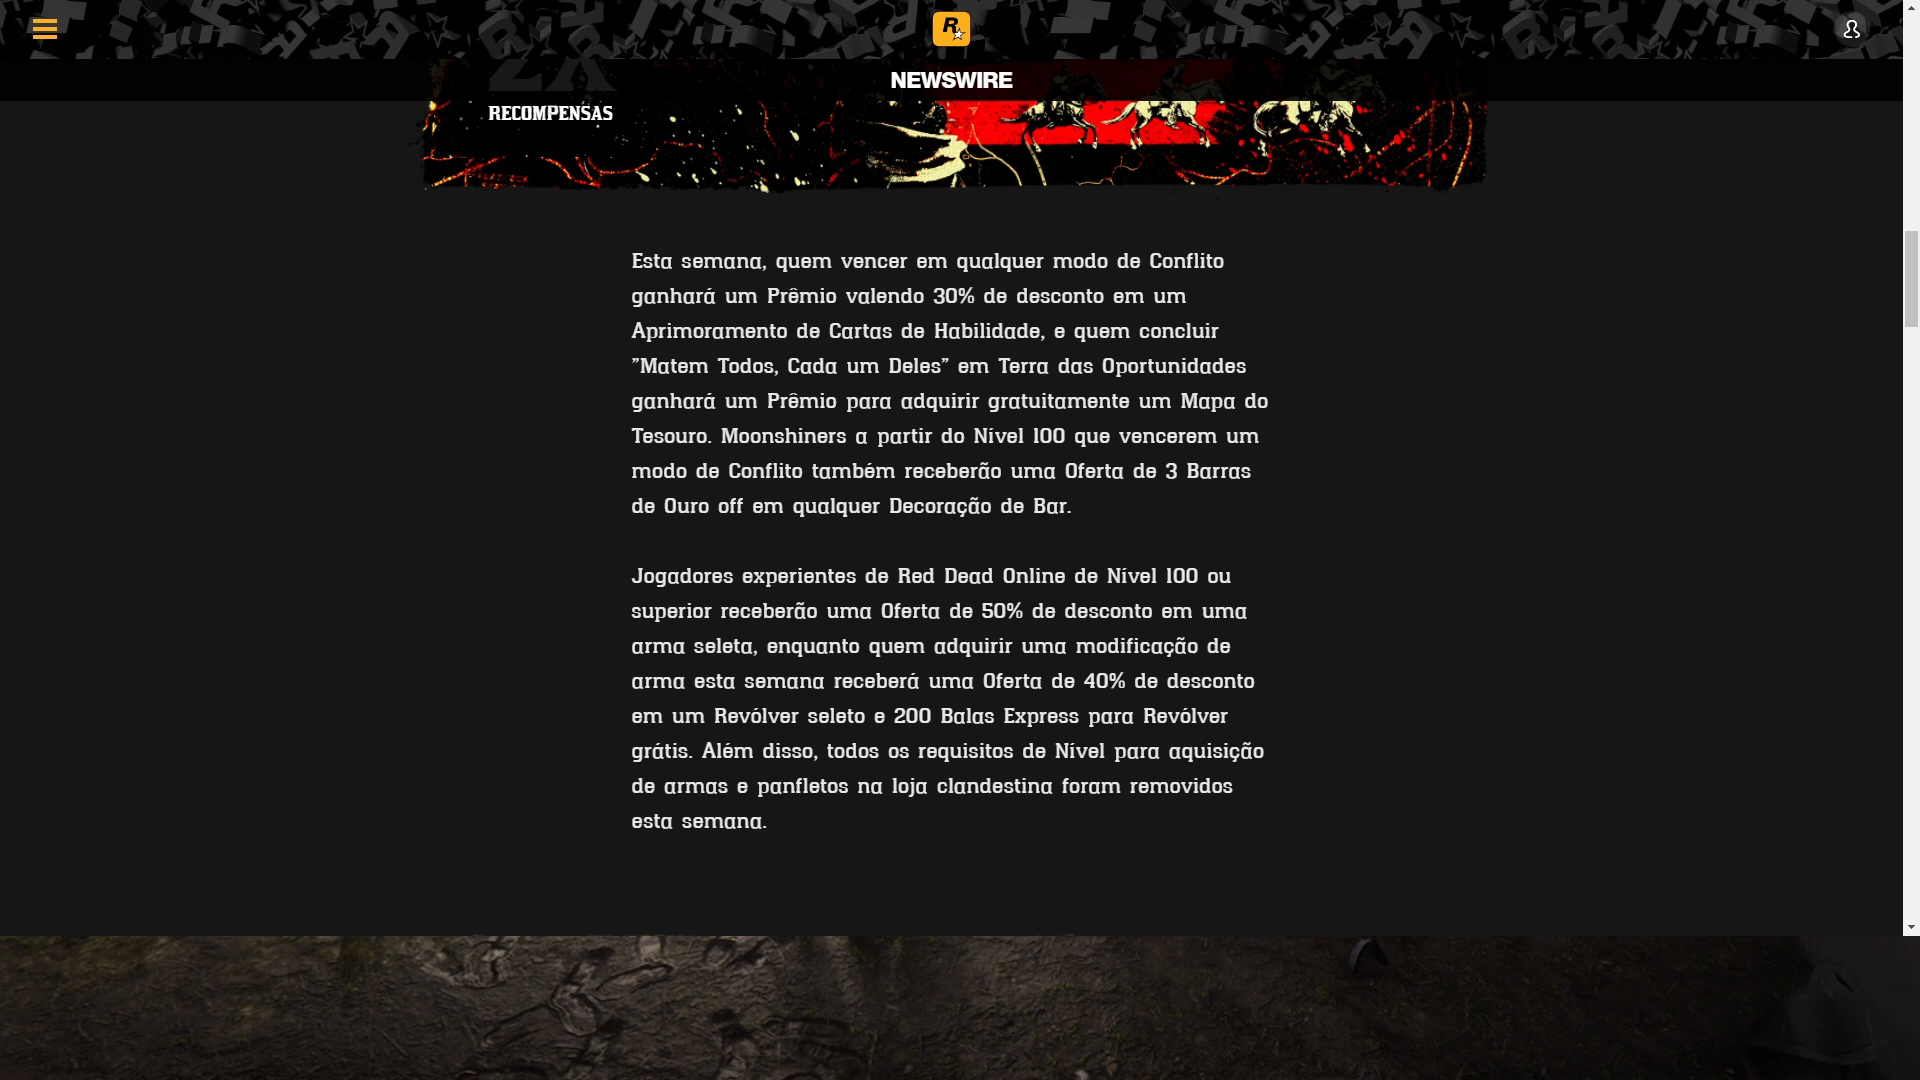 2X
NEWSWIRE
RECOMPENSAS
Esta semana, quem vencer em qualquer modo de Conflito
ganhará um Prêmio valendo 30% de desconto em um
Aprimoramento de Cartas de Habilidade, e quem concluir
"Matem Todos, Cada um Deles" em Terra das Oportunidades
ganhará um Prêmio para adquirir gratuitamente um Mapa do
Tesouro. Moonshiners a partir do Nível 100 que vencerem um
modo de Conflito também receberão uma Oferta de 3 Barras
de Ouro off em qualquer Decoração de Bar.
Jogadores experientes de Red Dead Online de Nível 100 ou
superior receberão uma Oferta de 50% de desconto em uma
arma seleta, enquanto quem adquirir uma modificação de
arma esta semana receberá uma Oferta de 40% de desconto
em um Revólver seleto e 200 Balas Express para Revólver
grátis. Além disso, todos os requisitos de Nível para aquisição
de armas e panfletos na loja clandestina foram removidos
esta semana.